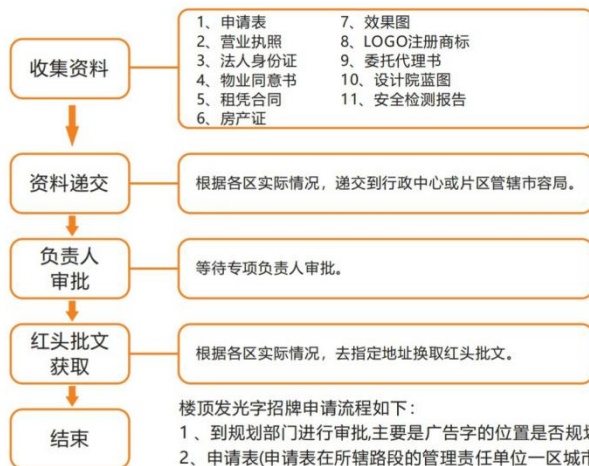 收集资料
1、申请表
2、营业执照
3、法人身份证
4、物业同意书
5、租凭合同
6、房产证
7、效果图
8、LOGO注册商标
9、委托代理书
10、设计院蓝图
11、安全检测报告
资料递交
根据各区实际情况，递交到行政中心或片区管辖市容局。
负责人
审批
等待专项负责人审批。
红头批文
获取
根据各区实际情况，去指定地址换取红头批文。
结束
楼顶发光字招牌申请流程如下：
1 、到规划部门进行审批,主要是广告字的位置是否规划
2、申请表(申请表在所辖路段的管理责任单位一区城市